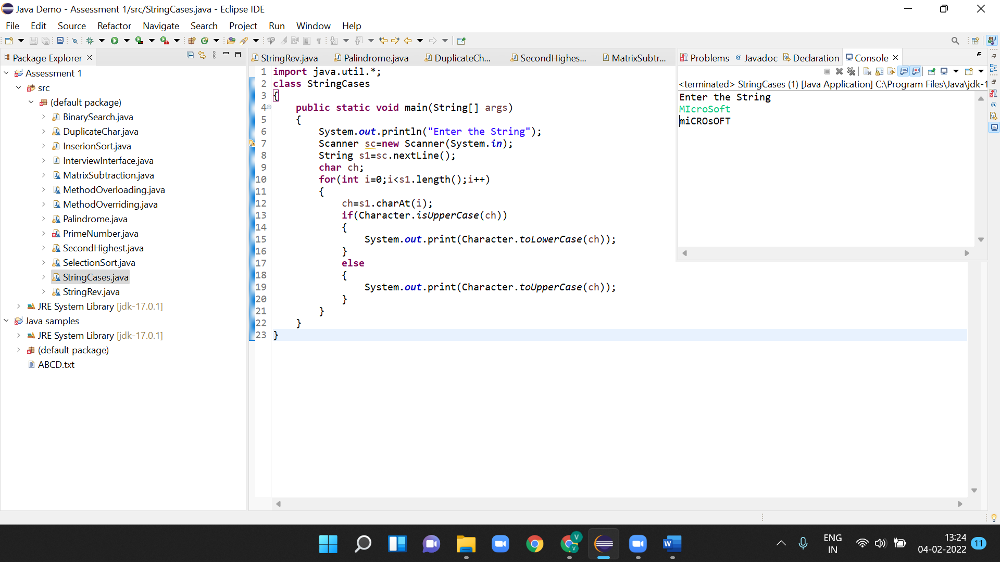 Java Demo - Assessment 1/src/StringCases.java - Eclipse IDE
File Edit Source Refactor Navigate Search Project Run Window Help
Package Explorer
Assessment 1
src
(default package)
BinarySearch.java
DuplicateChar.java
InserionSort.java
InterviewInterface.java
MatrixSubtraction.java
MethodOverloading.java
MethodOverriding.java
Palindrome.java
PrimeNumber.java
SecondHighest.java
SelectionSort.java
StringCases.java
StringRev.java
JRE System Library [jdk-17.0.1]
Java samples
JRE System Library [jdk-17.0.1]
(default package)
ABCD.txt
StringRev.java Palindrome.java DuplicateCh... SecondHighes... MatrixSubtr...
1 import java.util.*;
2 class StringCases
3 {
4 public static void main(String[] args)
5 {
6 System.out.println("Enter the String");
7 Scanner sc=new Scanner(System.in);
8 String s1=sc.nextLine();
9 char ch;
10 for(int i=0;i<s1.length();i++)
11 {
12 ch=s1.charAt(i);
13 if(Character.isUpperCase(ch))
14 {
15 System.out.print(Character.toLowerCase(ch));
16 }
17 else
18 {
19 System.out.print(Character.toUpperCase(ch));
20 }
21 }
22 }
23 }
Problems @ Javadoc Declaration Console
<terminated> StringCases (1) [Java Application] C:\Program Files\Java\jdk-1
Enter the String
MIcroSoft
miCROsOFT
ENG
IN
13:24
04-02-2022
11